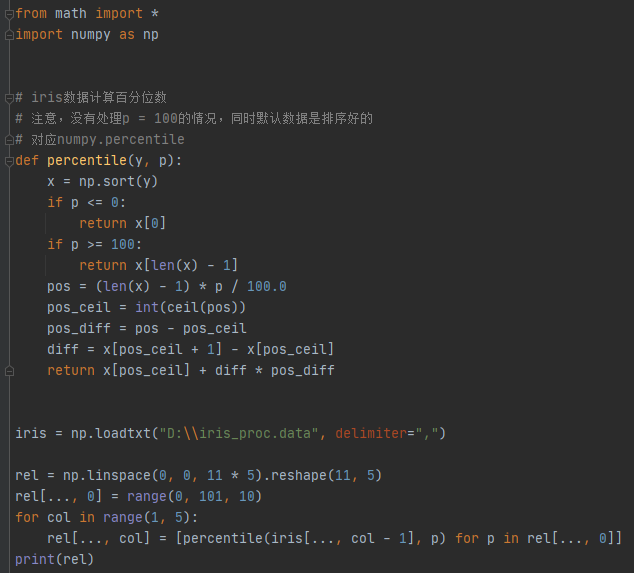 from math import *
import numpy as np
# iris数据计算百分位数
# 注意，没有处理p = 100的情况，同时默认数据是排序好的
# 对应numpy.percentile
def percentile(y, p):
    x = np.sort(y)
    if p <= 0:
        return x[0]
    if p >= 100:
        return x[len(x) - 1]
    pos = (len(x) - 1) * p / 100.0
    pos_ceil = int(ceil(pos))
    pos_diff = pos - pos_ceil
    diff = x[pos_ceil + 1] - x[pos_ceil]
    return x[pos_ceil] + diff * pos_diff
iris = np.loadtxt("D:\\iris_proc.data", delimiter=",")
rel = np.linspace(0, 0, 11 * 5).reshape(11, 5)
rel[..., 0] = range(0, 101, 10)
for col in range(1, 5):
    rel[..., col] = [percentile(iris[..., col - 1], p) for p in rel[..., 0]]
print(rel)